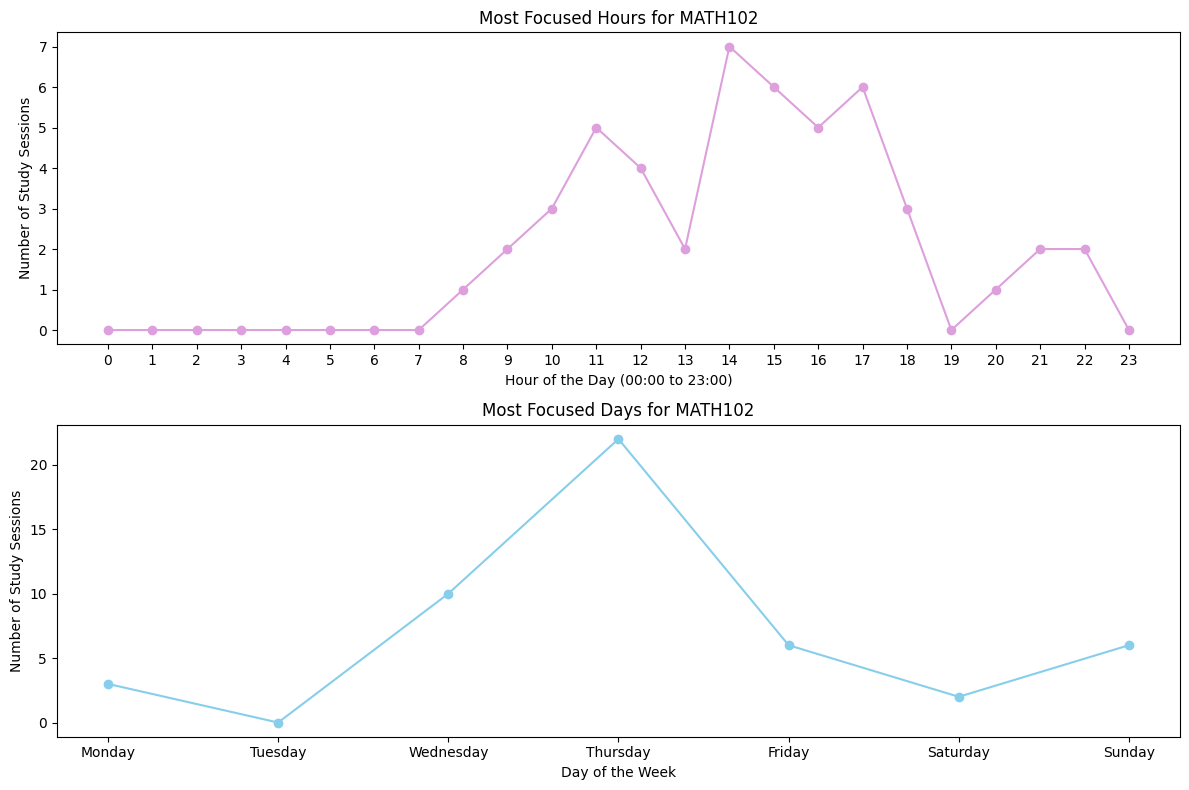 Most Focused Hours for MATH102
Number of Study Sessions
7
6
5
4
3
2
1
0
0 1 2 3 4 5 6 7 8 9 10 11 12 13 14 15 16 17 18 19 20 21 22 23
Hour of the Day (00:00 to 23:00)
Most Focused Days for MATH102
Number of Study Sessions
20
15
10
5
0
Monday Tuesday Wednesday Thursday Friday Saturday Sunday
Day of the Week